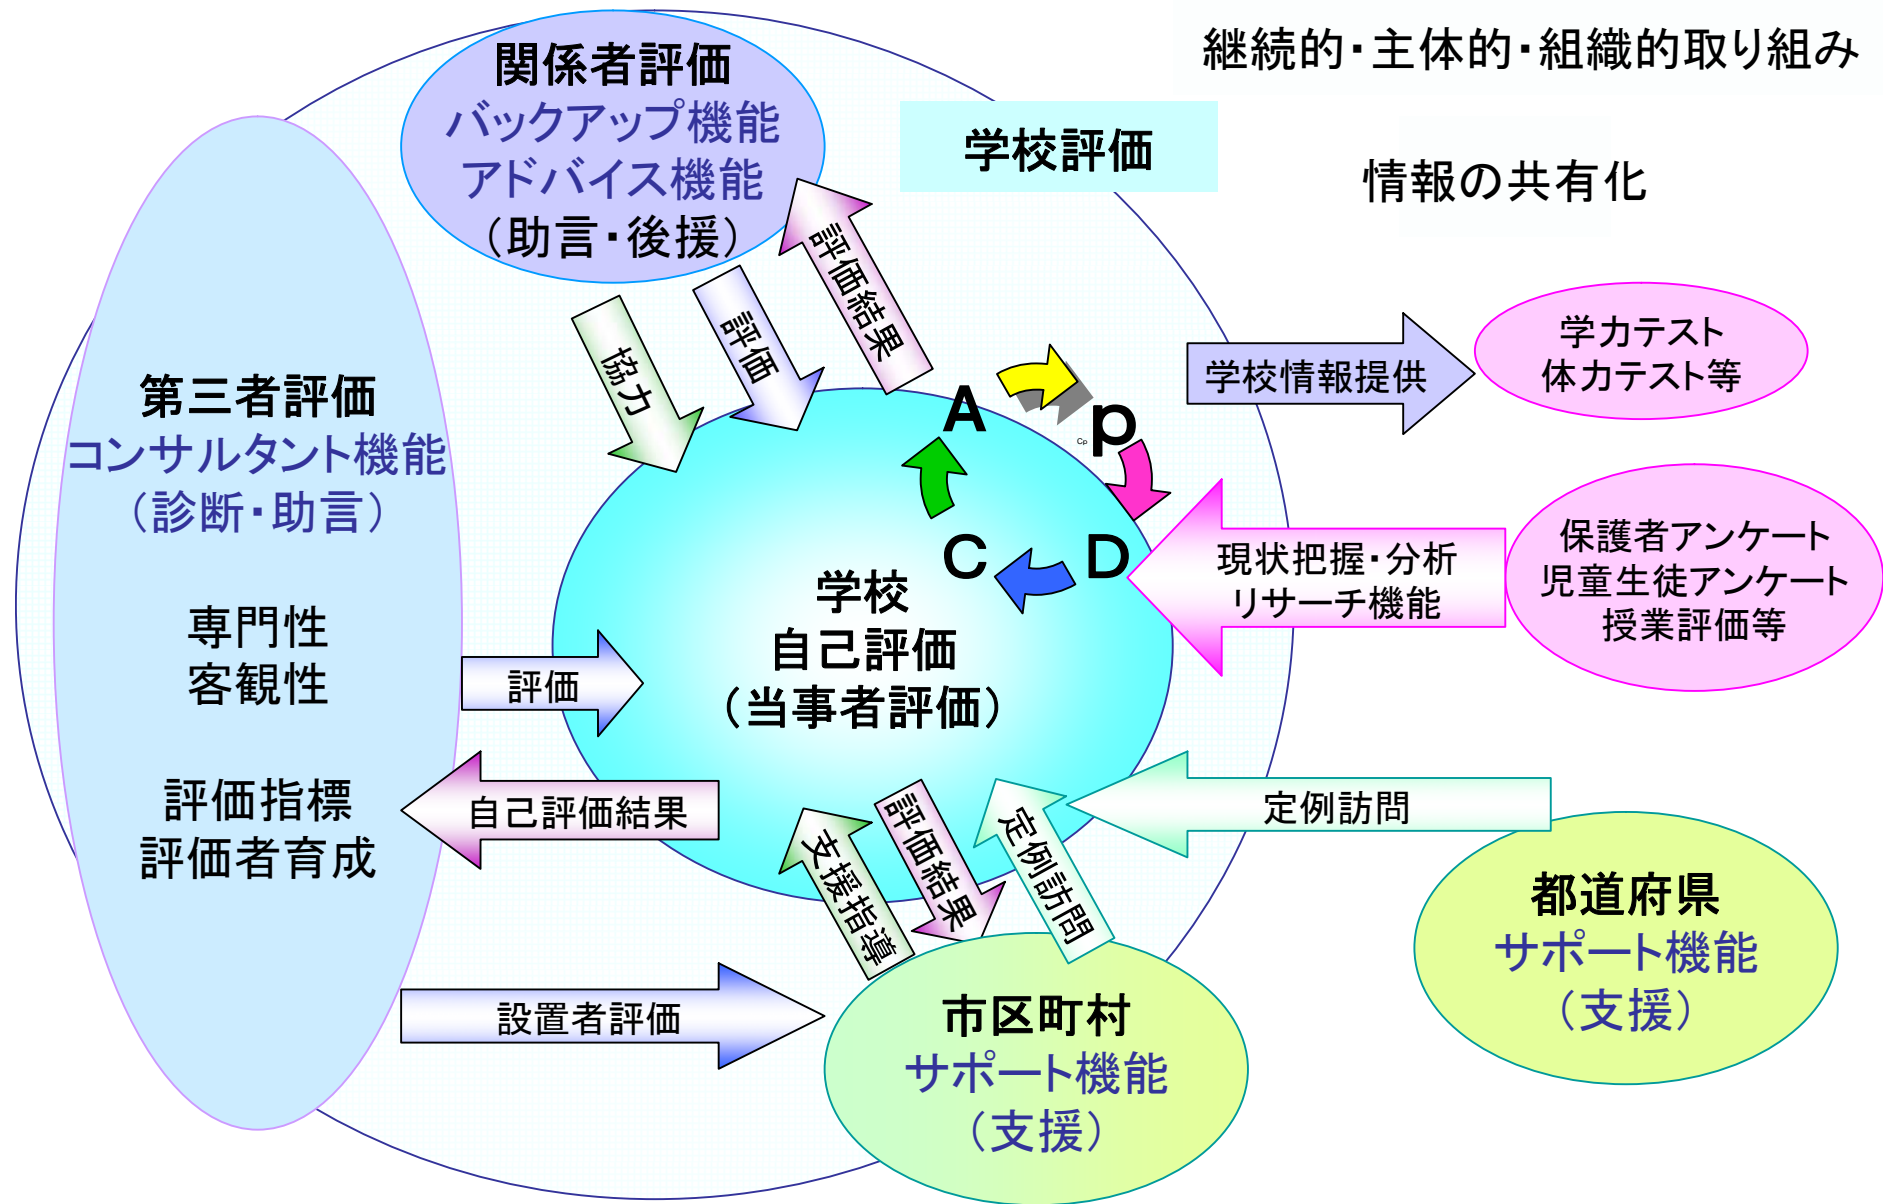 継続的・主体的・組織的取り組み
関係者評価
バックアップ機能
アドバイス機能
（助言・後援）
学校評価
情報の共有化
評価結果
評価
協力
学力テスト
体力テスト等
学校情報提供
A
p
Cp
D
C
第三者評価
コンサルタント機能
（診断・助言）
専門性
客観性
評価指標
評価者育成
現状把握・分析
リサーチ機能
保護者アンケート
児童生徒アンケート
授業評価等
学校
自己評価
（当事者評価）
評価
自己評価結果
支援指導
評価結果
定例訪問
定例訪問
都道府県
サポート機能
（支援）
設置者評価
市区町村
サポート機能
（支援）